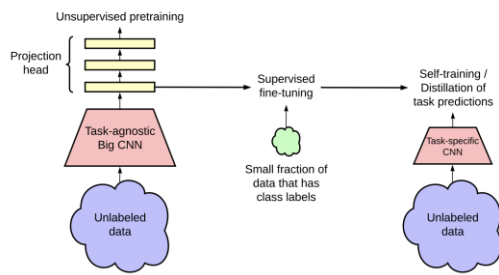 Unsupervised pretraining
Projection
head
Task-agnostic
Big CNN
Unlabeled
data
Supervised
fine-tuning
Small fraction of
data that has
class labels
Self-training /
Distillation of
task predictions
Task-specific
CNN
Unlabeled
data